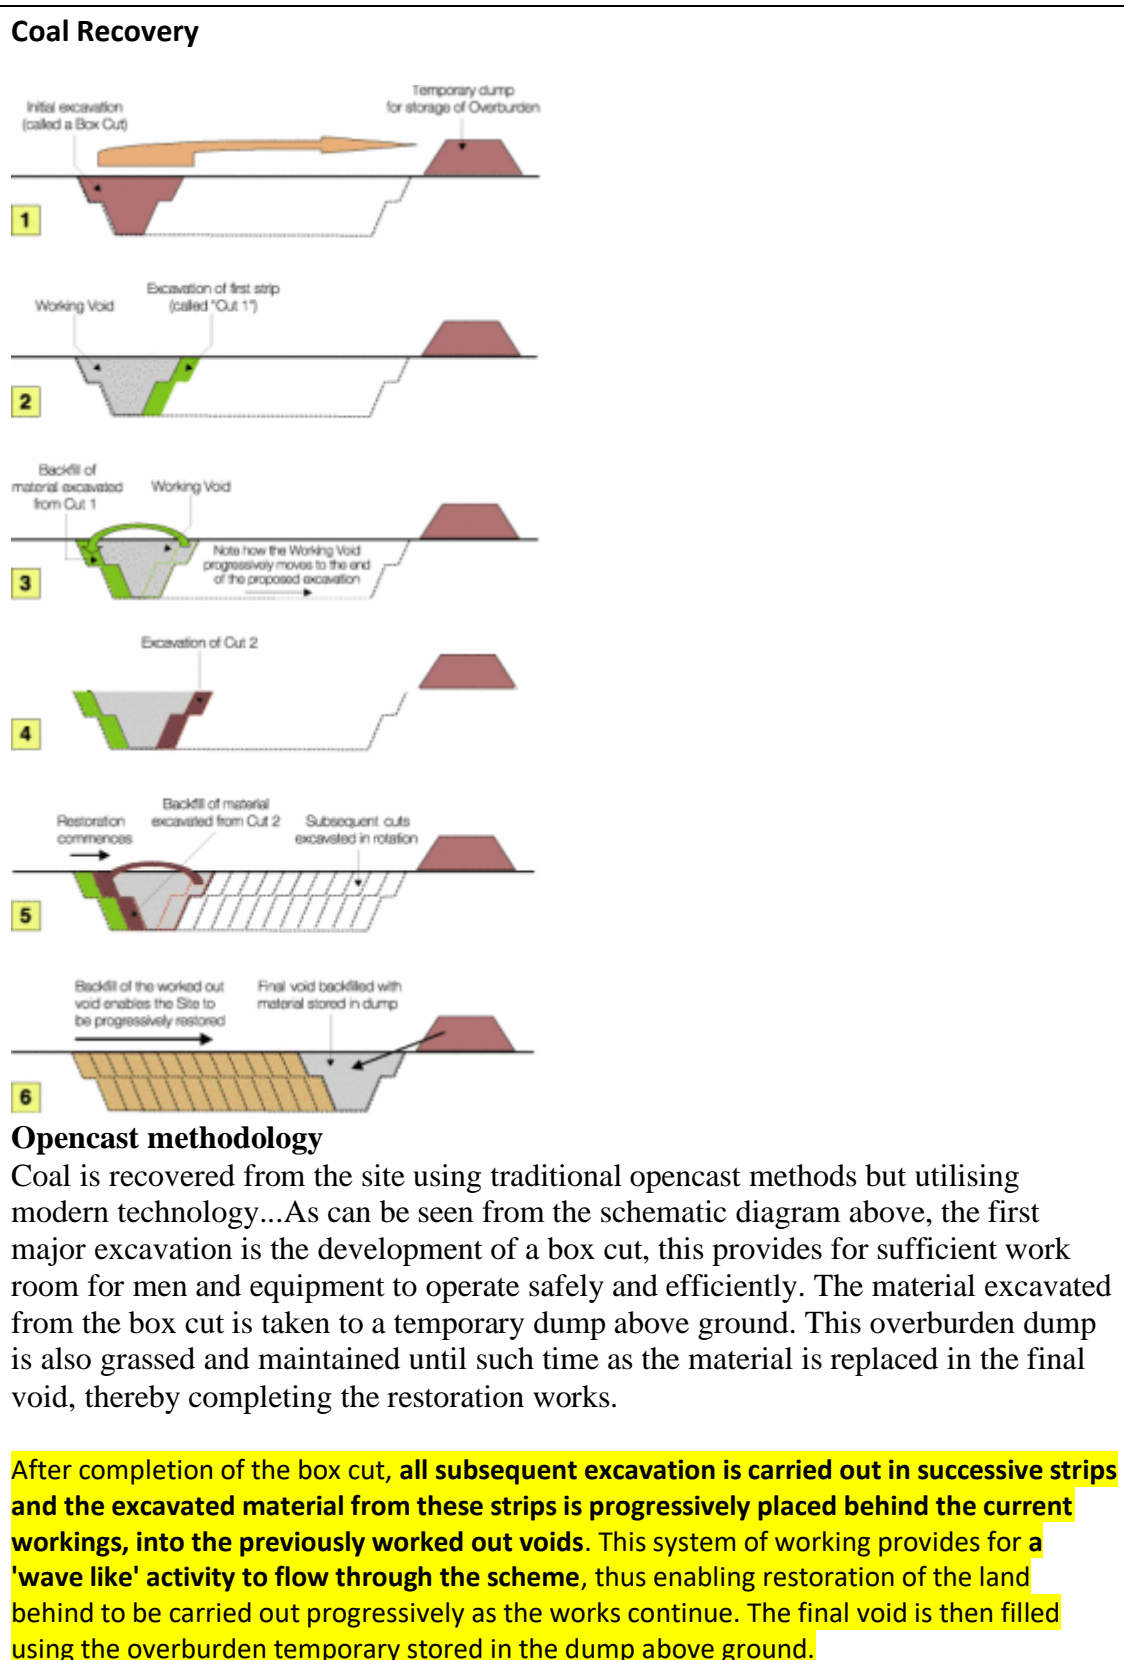 Coal Recovery
Temporary dump
for storage of Overburden
Initial excavation
(called a Box Cut)
1
Excavation of first strip
(called "Cut 1")
Working Void
2
Backfill of
material excavated
from Cut 1
Working Void
Note how the Working Void
progressively moves to the end
of the proposed excavation
3
Excavation of Cut 2
4
Restoration
commences
Backfill of material
excavated from Cut 2
Subsequent cuts
excavated in rotation
5
Backfill of the worked out
void enables the Site to
be progressively restored
Final void backfilled with
material stored in dump
6
Opencast methodology
Coal is recovered from the site using traditional opencast methods but utilising
modern technology...As can be seen from the schematic diagram above, the first
major excavation is the development of a box cut, this provides for sufficient work
room for men and equipment to operate safely and efficiently. The material excavated
from the box cut is taken to a temporary dump above ground. This overburden dump
is also grassed and maintained until such time as the material is replaced in the final
void, thereby completing the restoration works.
After completion of the box cut, all subsequent excavation is carried out in successive strips
and the excavated material from these strips is progressively placed behind the current
workings, into the previously worked out voids. This system of working provides for a
'wave like' activity to flow through the scheme, thus enabling restoration of the land
behind to be carried out progressively as the works continue. The final void is then filled
using the overburden temporary stored in the dump above ground.